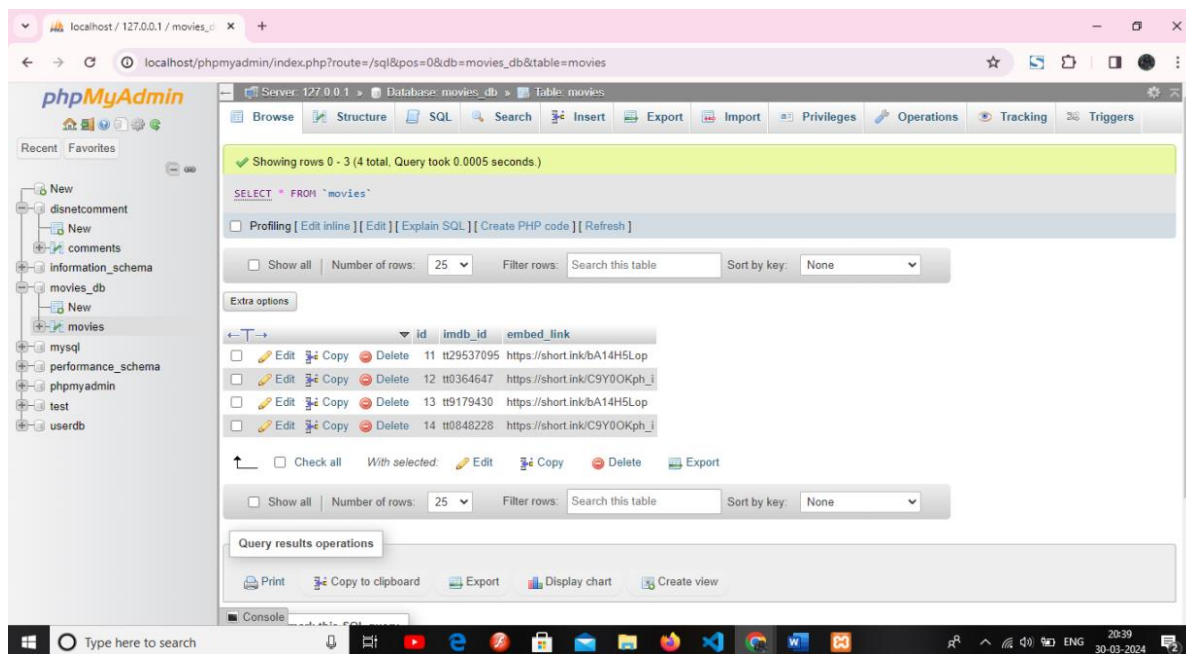 localhost / 127.0.0.1 / movies_d
localhost/phpmyadmin/index.php?route=/sql&pos=0&db=movies_db&table=movies
phpMyAdmin
Recent Favorites
New
disnetcomment
New
comments
information_schema
movies_db
New
movies
mysql
performance_schema
phpmyadmin
test
userdb
Server: 127.0.0.1 » Database: movies_db » Table: movies
Browse Structure SQL Search Insert Export Import Privileges Operations Tracking Triggers
Showing rows 0 - 3 (4 total, Query took 0.0005 seconds.)
SELECT * FROM `movies`
Profiling [ Edit inline ] [ Edit ] [ Explain SQL ] [ Create PHP code ] [ Refresh ]
Show all | Number of rows: 25 Filter rows: Search this table Sort by key: None
Extra options
←T→ id imdb_id embed_link
Edit Copy Delete 11 tt29537095 https://short.ink/bA14H5Lop
Edit Copy Delete 12 tt0364647 https://short.ink/C9Y0OKph_i
Edit Copy Delete 13 tt9179430 https://short.ink/bA14H5Lop
Edit Copy Delete 14 tt0848228 https://short.ink/C9Y0OKph_i
Check all With selected: Edit Copy Delete Export
Show all | Number of rows: 25 Filter rows: Search this table Sort by key: None
Query results operations
Print Copy to clipboard Export Display chart Create view
Console
Type here to search
ENG
20:39
30-03-2024